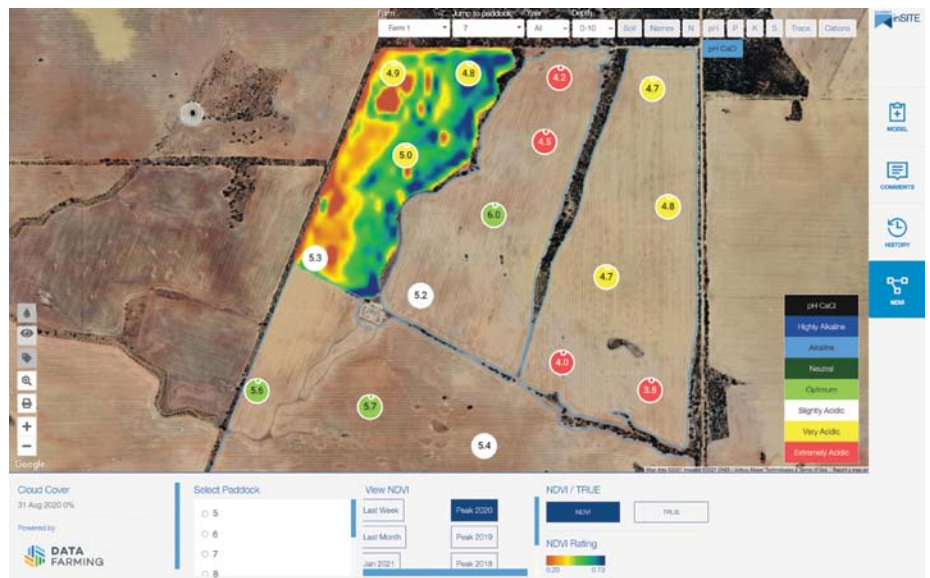 Farm
Jump to paddock
Year
Depth
Farm 1
7
All
0-10
Soil
Names
N
pH
P
K
S
Trace
Cations
pH CaCl
inSITE
MODEL
COMMENTS
HISTORY
NDVI
4.9
4.8
4.2
4.7
4.5
5.0
4.8
6.0
5.3
4.7
5.2
4.0
5.6
3.8
5.7
5.4
pH CaCl
Highly Alkaline
Alkaline
Neutral
Optimum
Slightly Acidic
Very Acidic
Extremely Acidic
Google
Cloud Cover
31 Aug 2020 0%
Powered by
DATA
FARMING
Select Paddock
5
6
7
8
View NDVI
Last Week
Peak 2020
Last Month
Peak 2019
Jan 2021
Peak 2018
NDVI / TRUE
NDVI
TRUE
NDVI Rating
0.20
0.73